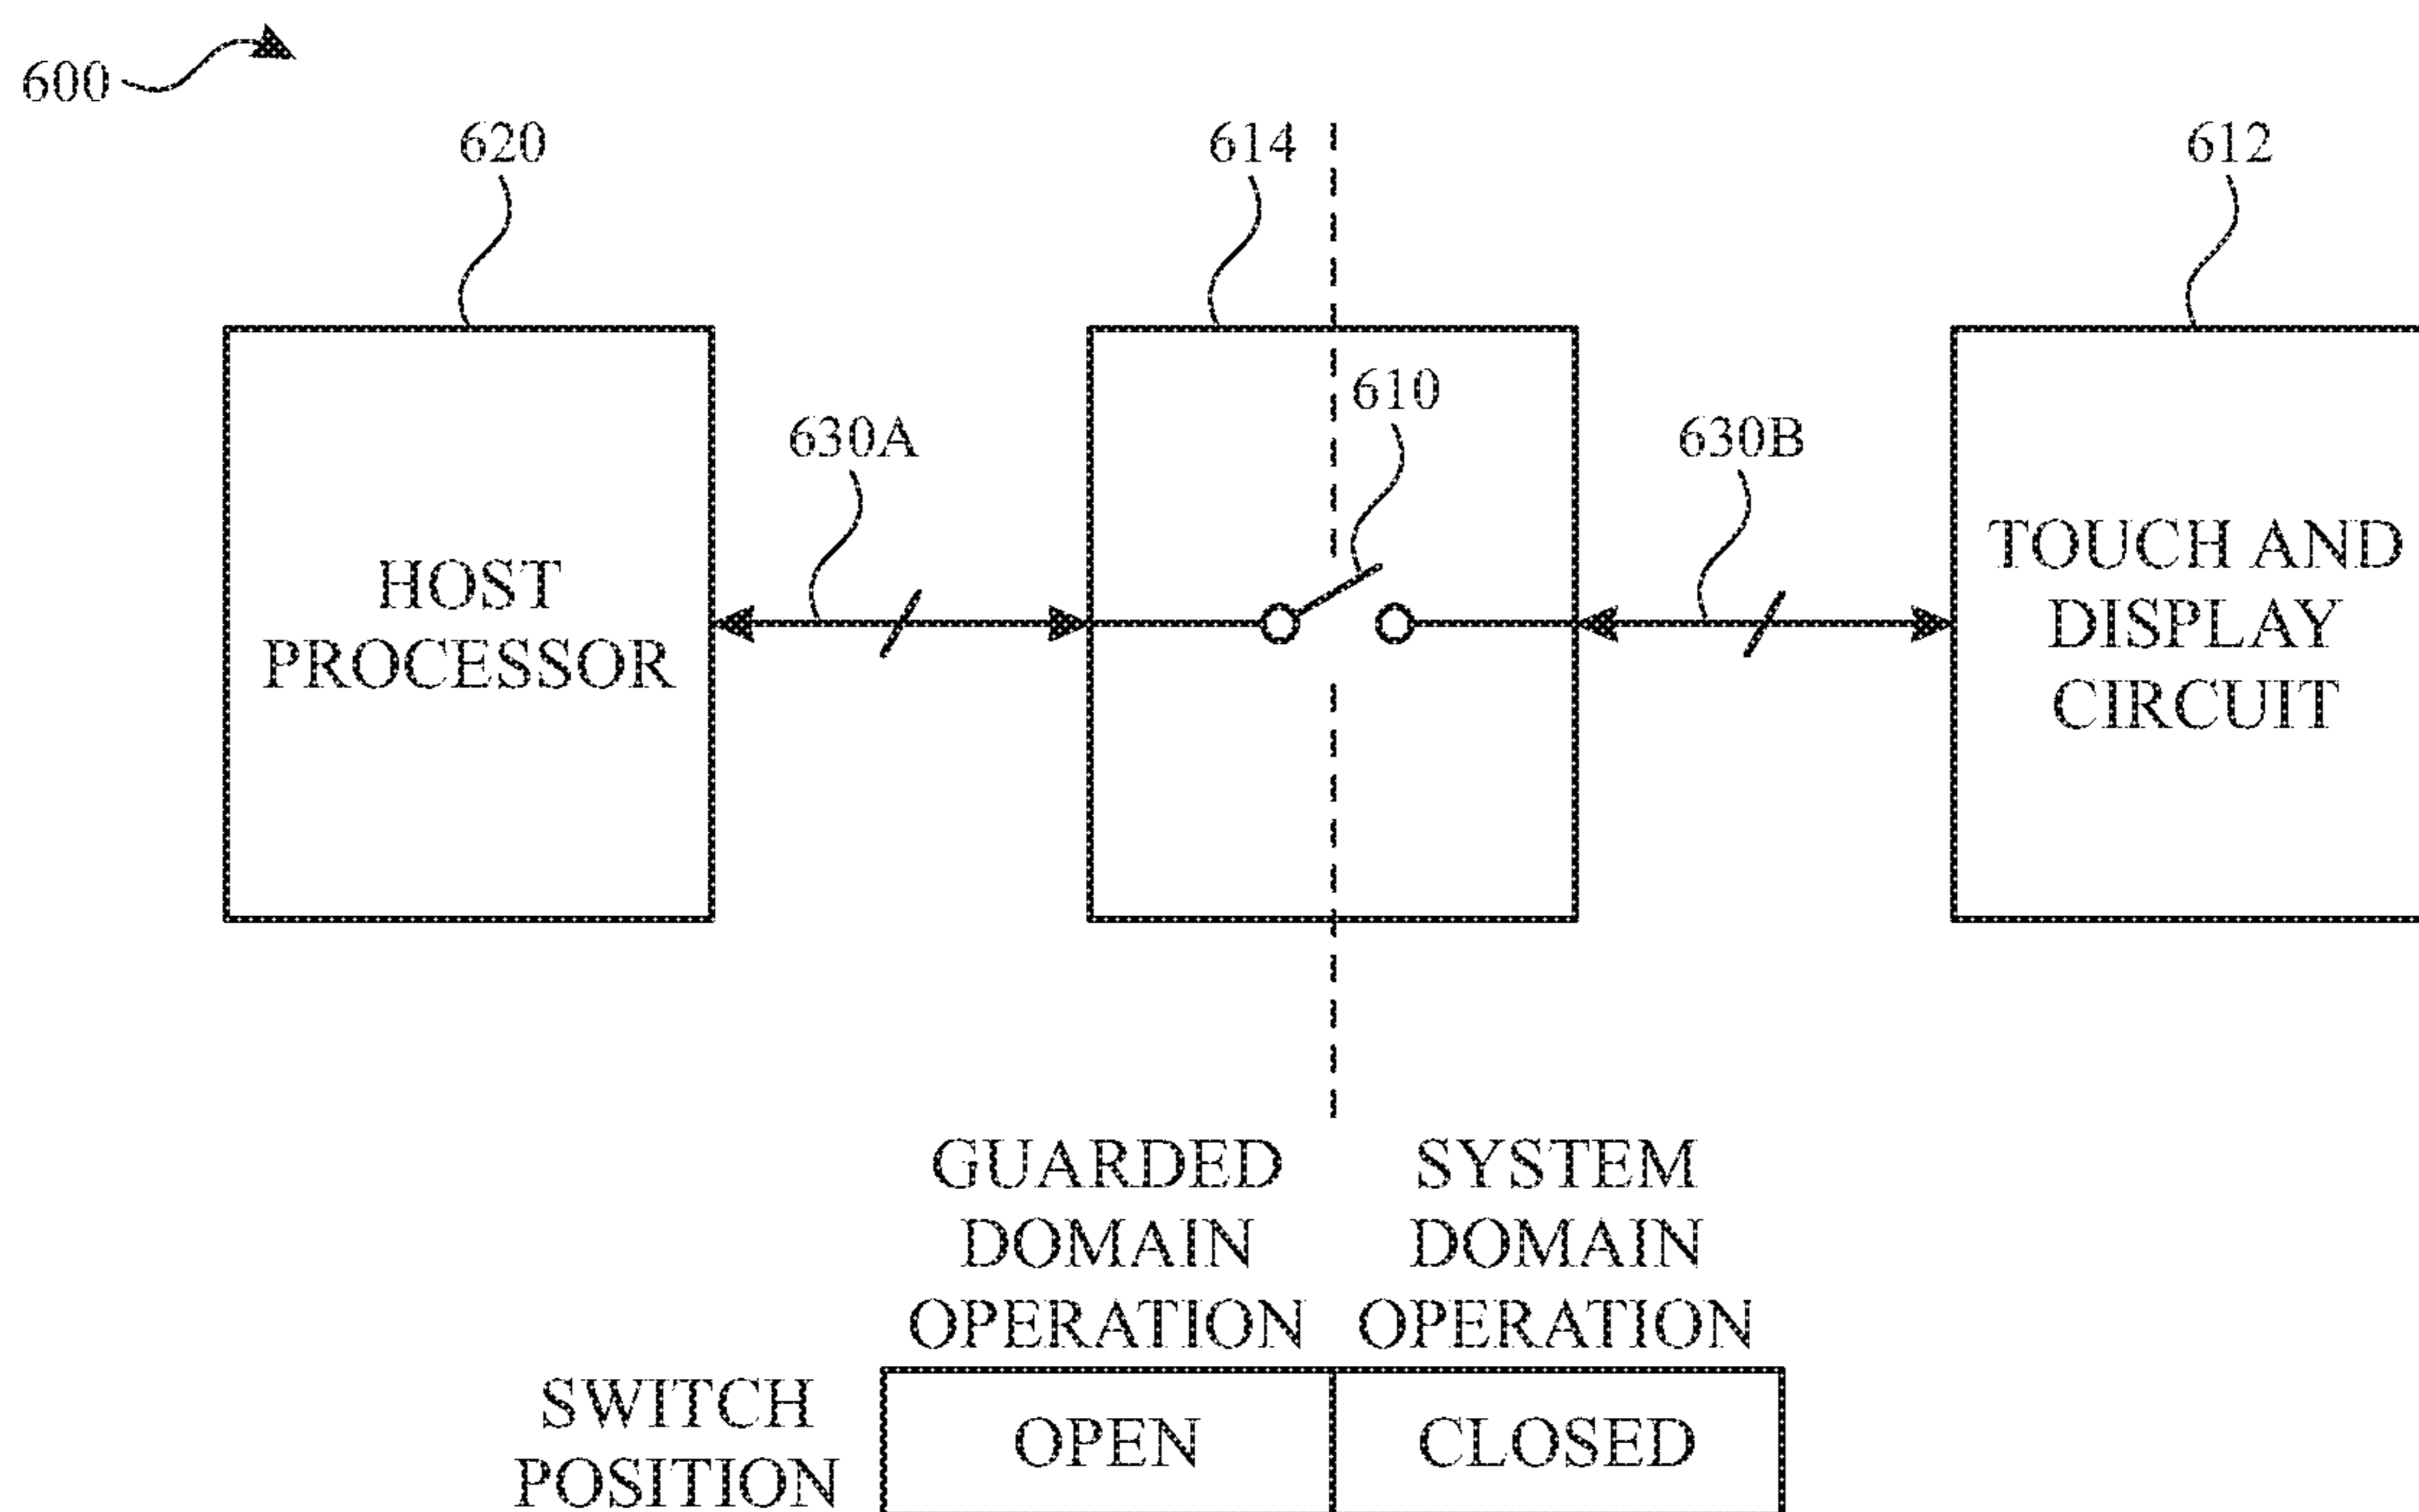 600
620
614
612
610
630A
630B
HOST
PROCESSOR
TOUCH AND
DISPLAY
CIRCUIT
GUARDED
DOMAIN
OPERATION
SYSTEM
DOMAIN
OPERATION
SWITCH
POSITION
OPEN
CLOSED